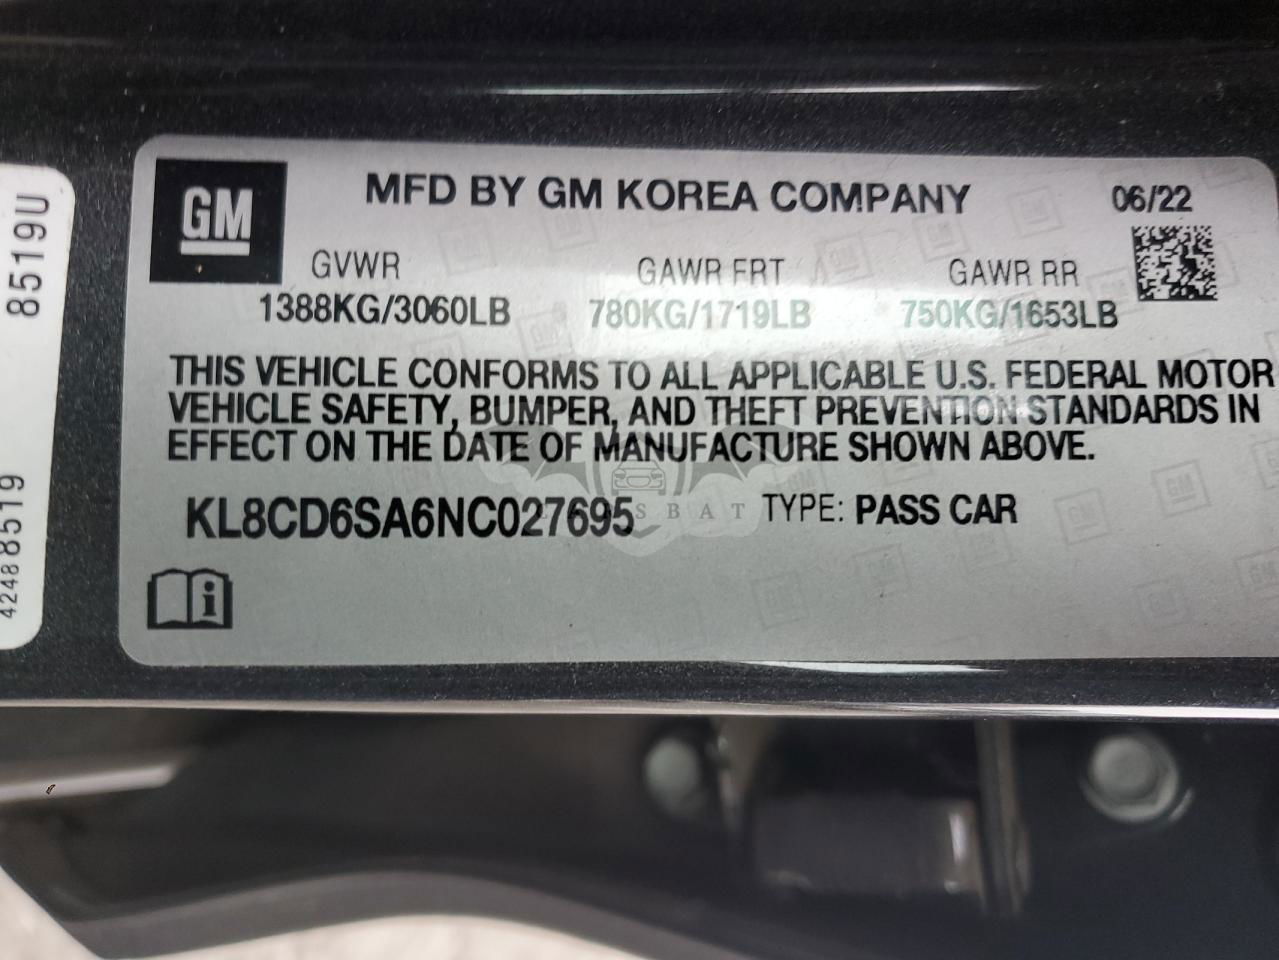 GM
MFD BY GM KOREA COMPANY
06/22
GVWR
GAWR FRT
GAWR RR
1388KG/3060LB
780KG/1719LB
750KG/1653LB
THIS VEHICLE CONFORMS TO ALL APPLICABLE U.S. FEDERAL MOTOR
VEHICLE SAFETY, BUMPER, AND THEFT PREVENTION STANDARDS IN
EFFECT ON THE DATE OF MANUFACTURE SHOWN ABOVE.
KL8CD6SA6NC027695
TYPE: PASS CAR
i
8519U
42488519
CARSBAT